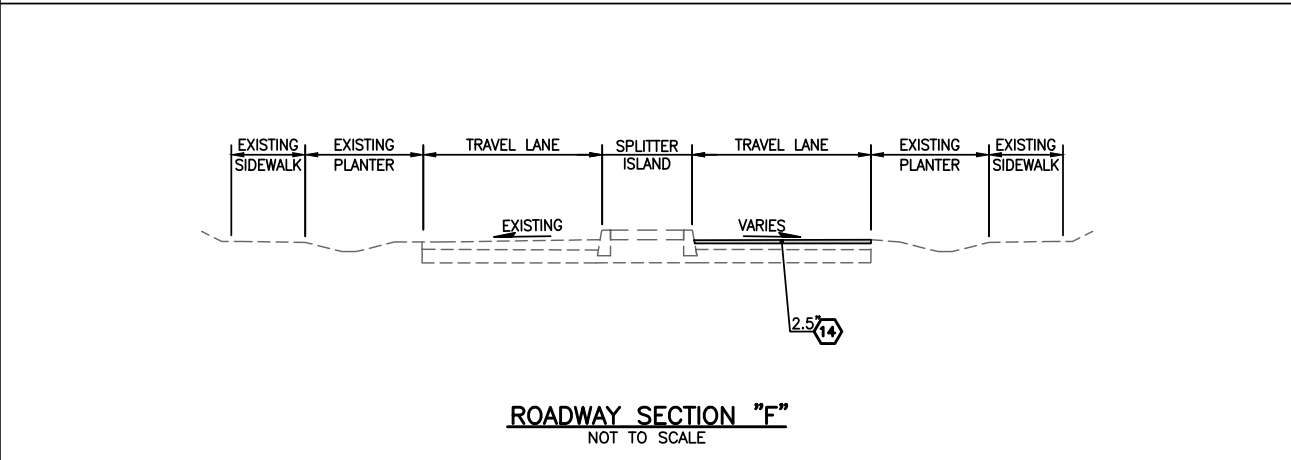 EXISTING
SIDEWALK
EXISTING
PLANTER
TRAVEL LANE
SPLITTER
ISLAND
TRAVEL LANE
EXISTING
PLANTER
EXISTING
SIDEWALK
EXISTING
VARIES
2.5"
14
ROADWAY SECTION "F"
NOT TO SCALE